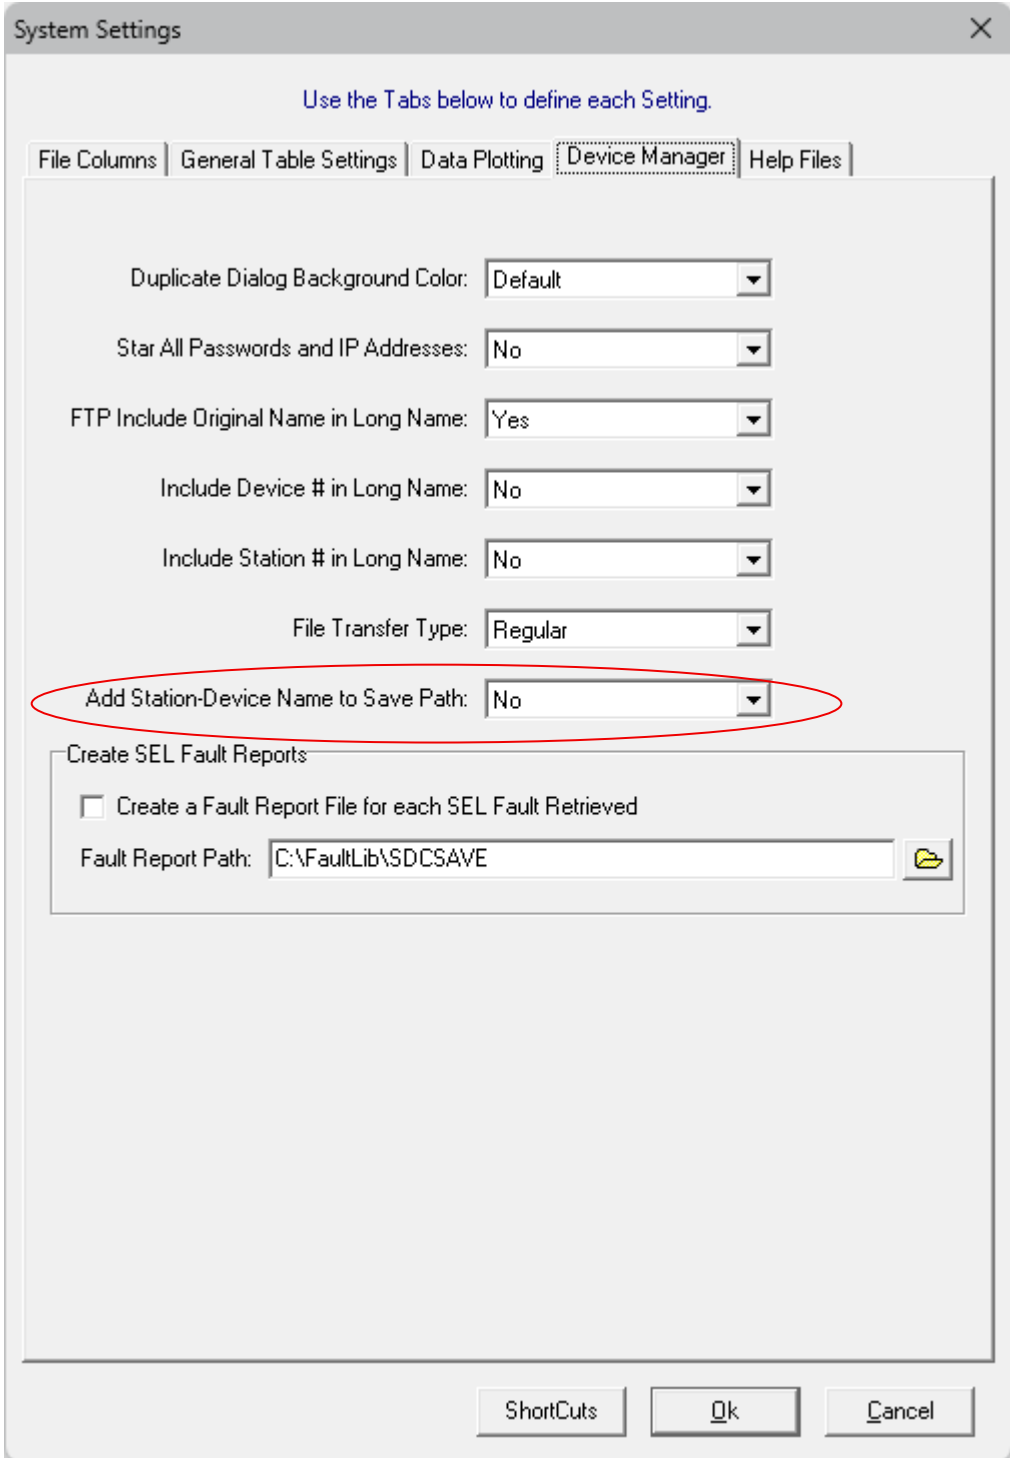 System Settings
Use the Tabs below to define each Setting.
File Columns General Table Settings Data Plotting Device Manager Help Files
Duplicate Dialog Background Color: Default
Star All Passwords and IP Addresses: No
FTP Include Original Name in Long Name: Yes
Include Device # in Long Name: No
Include Station # in Long Name: No
File Transfer Type: Regular
Add Station-Device Name to Save Path: No
Create SEL Fault Reports
Create a Fault Report File for each SEL Fault Retrieved
Fault Report Path: C:\FaultLib\SDCSAVE
ShortCuts Ok Cancel